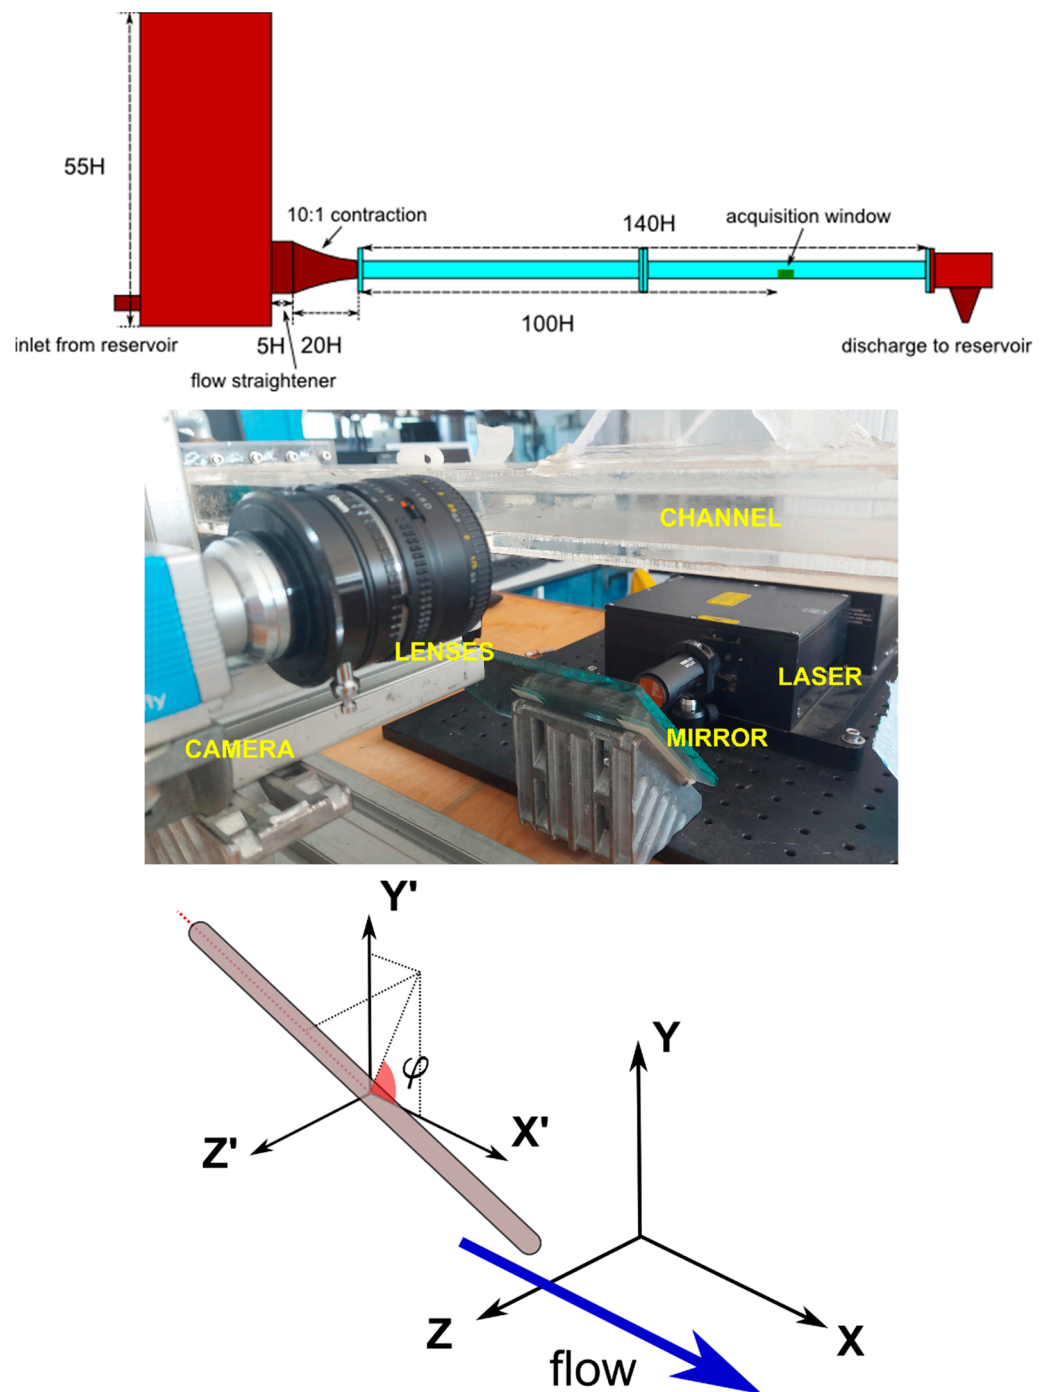 55H
10:1 contraction
140H
acquisition window
100H
inlet from reservoir
5H
20H
discharge to reservoir
flow straightener
CHANNEL
LENSES
LASER
MIRROR
CAMERA
Y'
φ
X'
Z'
Y
Z
X
flow